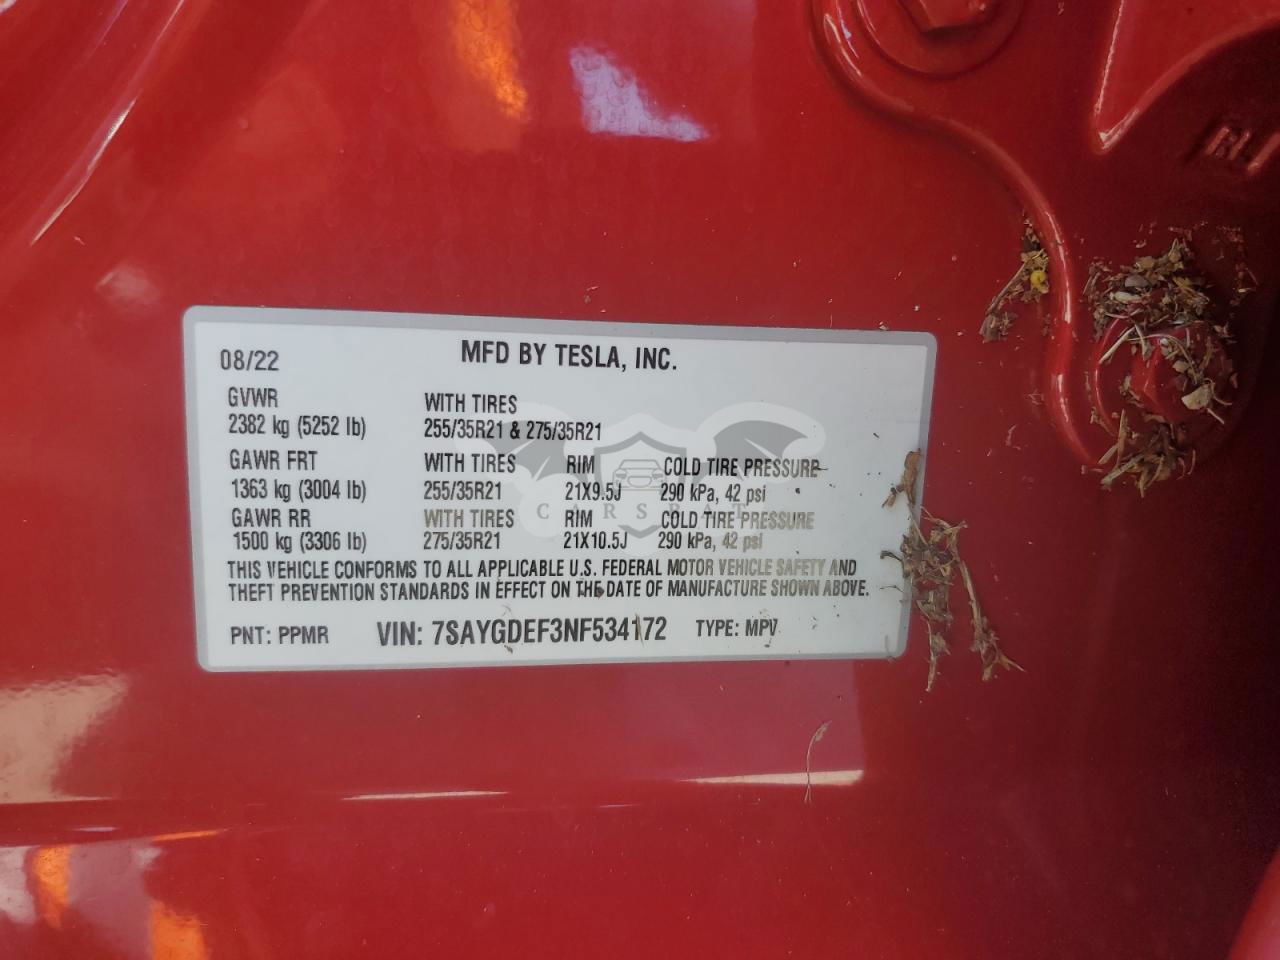 08/22 MFD BY TESLA, INC.
GVWR WITH TIRES
2382 kg (5252 lb) 255/35R21 & 275/35R21
GAWR FRT WITH TIRES RIM COLD TIRE PRESSURE
1363 kg (3004 lb) 255/35R21 21X9.5J 290 kPa, 42 psi
CARSBAT
GAWR RR WITH TIRES RIM COLD TIRE PRESSURE
1500 kg (3306 lb) 275/35R21 21X10.5J 290 kPa, 42 psi
THIS VEHICLE CONFORMS TO ALL APPLICABLE U.S. FEDERAL MOTOR VEHICLE SAFETY AND
THEFT PREVENTION STANDARDS IN EFFECT ON THE DATE OF MANUFACTURE SHOWN ABOVE.
PNT: PPMR VIN: 7SAYGDEF3NF534172 TYPE: MPV